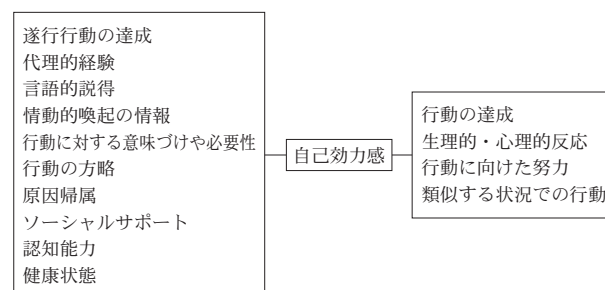 遂行行動の達成
代理的経験
言語的説得
情動的喚起の情報
行動に対する意味づけや必要性
行動の方略
原因帰属
ソーシャルサポート
認知能力
健康状態
自己効力感
行動の達成
生理的・心理的反応
行動に向けた努力
類似する状況での行動